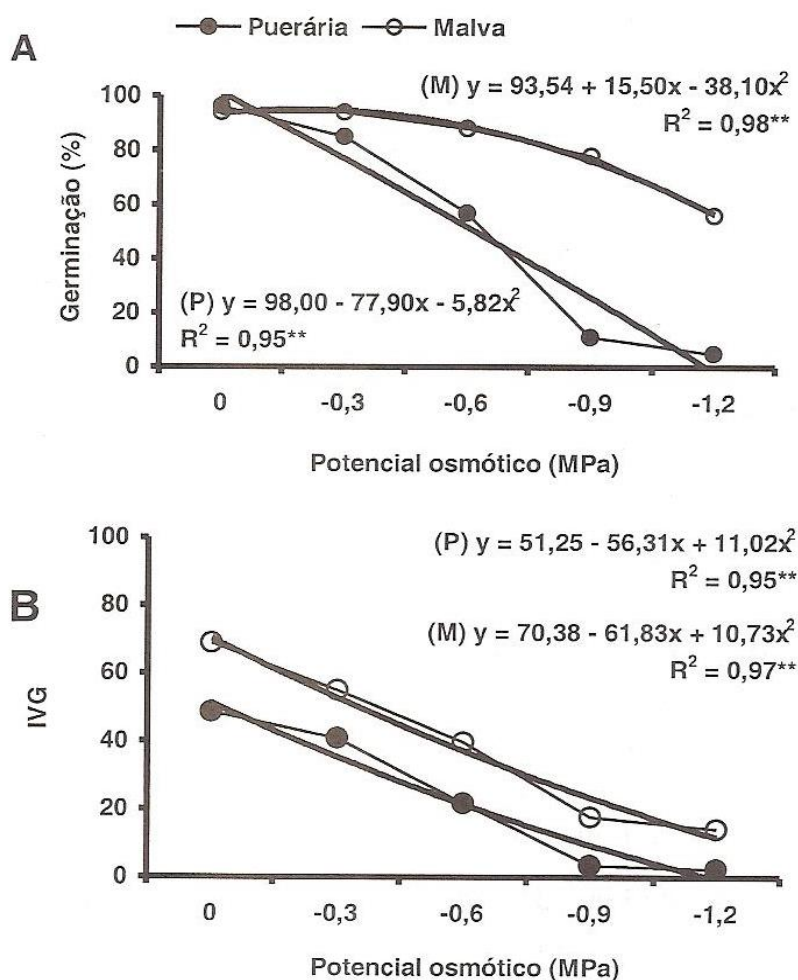 Puerária Malva
A
(M) y = 93,54 + 15,50x - 38,10x²
R² = 0,98**
100
80
60
40
20
0
Germinação (%)
(P) y = 98,00 - 77,90x - 5,82x²
R² = 0,95**
0 -0,3 -0,6 -0,9 -1,2
Potencial osmótico (MPa)
B
(P) y = 51,25 - 56,31x + 11,02x²
R² = 0,95**
(M) y = 70,38 - 61,83x + 10,73x²
R² = 0,97**
100
80
60
40
20
0
IVG
0 -0,3 -0,6 -0,9 -1,2
Potencial osmótico (MPa)